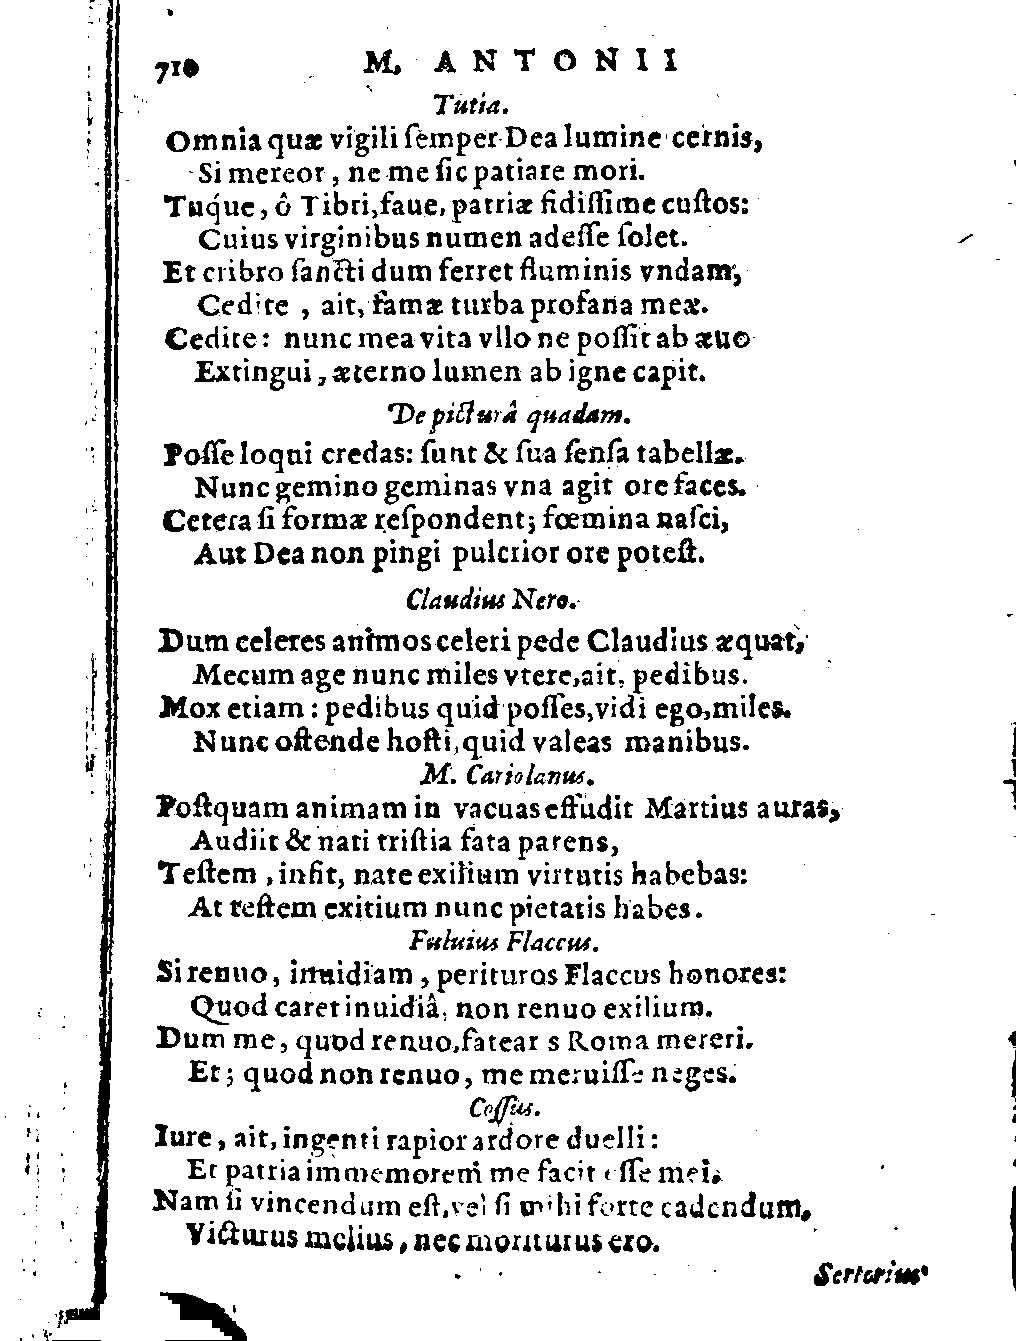 710 M. ANTONII
Tutia.
Omnia quæ vigili ſemper Dea lumine cernis,
Si mereor, ne me ſic patiare mori.
Tuq́ue, ô Tibri, faue, patriæ fidiſſime cuſtos:
Cuius virginibus numen adeſſe ſolet.
Et cribro ſancti dum ferret fluminis vndam,
Cedite, ait, famæ turba profana meæ.
Cedite: nunc mea vita vllo ne poſſit ab æuo
Extingui, æterno lumen ab igne capit.
De picturâ quadam.
Poſſe loqui credas: ſunt & ſua ſenſa tabellæ.
Nunc gemino geminas vna agit ore faces.
Cetera ſi formæ reſpondent; fœmina naſci,
Aut Dea non pingi pulcrior ore poteſt.
Claudius Nero.
Dum celeres animos celeri pede Claudius æquat,
Mecum age nunc miles vtere, ait, pedibus.
Mox etiam: pedibus quid poſſes, vidi ego, miles.
Nunc oſtende hoſti, quid valeas manibus.
M. Cariolanus.
Poſtquam animam in vacuas effudit Martius auras,
Audiit & nati triſtia fata parens,
Teſtem, infit, nate exilium virtutis habebas:
At teſtem exitium nunc pietatis habes.
Fuluius Flaccus.
Si renuo, inuidiam, perituros Flaccus honores:
Quod caret inuidiâ, non renuo exilium.
Dum me, quod renuo, fatear s Roma mereri.
Et; quod non renuo, me meruiſſe neges.
Coſſus.
Iure, ait, ingenti rapior ardore duelli:
Et patria immemorem me facit eſſe mei.
Nam ſi vincendum eſt, vel ſi mihi forte cadendum,
Victurus melius, nec moriturus ero.
Sertorius